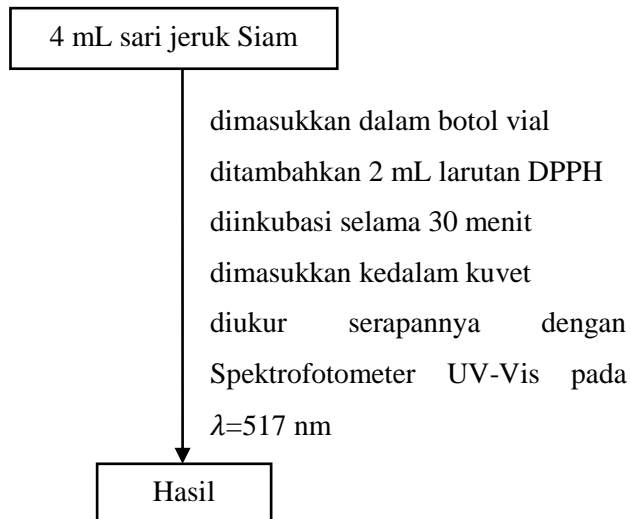 4 mL sari jeruk Siam
dimasukkan dalam botol vial
ditambahkan 2 mL larutan DPPH
diinkubasi selama 30 menit
dimasukkan kedalam kuvet
diukur serapannya dengan
Spektrofotometer UV-Vis pada
𝜆=517 nm
Hasil